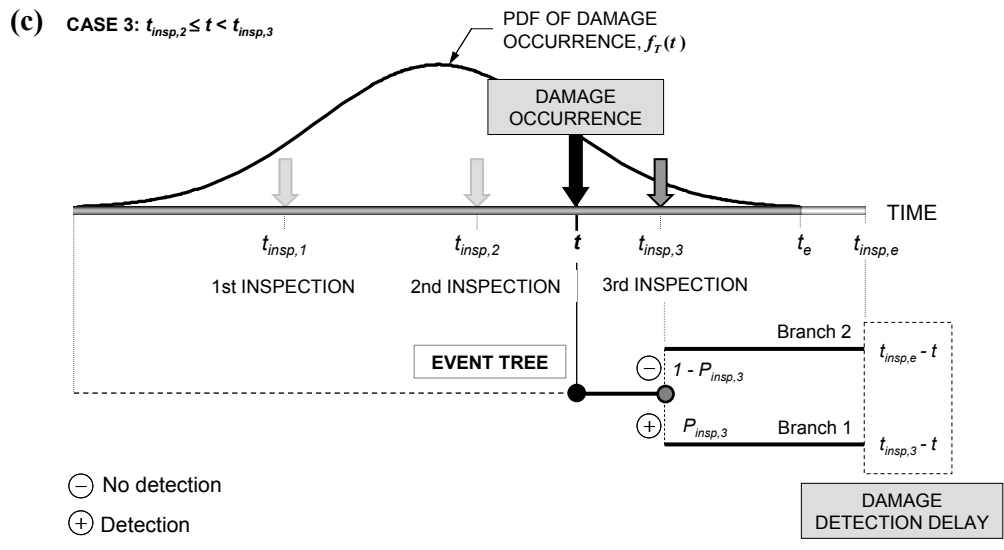 (c) CASE 3: t_insp,2 ≤ t < t_insp,3
PDF OF DAMAGE
OCCURRENCE, f_T(t)
DAMAGE
OCCURRENCE
TIME
t_insp,1 t_insp,2 t t_insp,3 t_e t_insp,e
1st INSPECTION 2nd INSPECTION 3rd INSPECTION
Branch 2
EVENT TREE
− 1 - P_insp,3
t_insp,e - t
+ P_insp,3 Branch 1
t_insp,3 - t
− No detection
+ Detection
DAMAGE
DETECTION DELAY